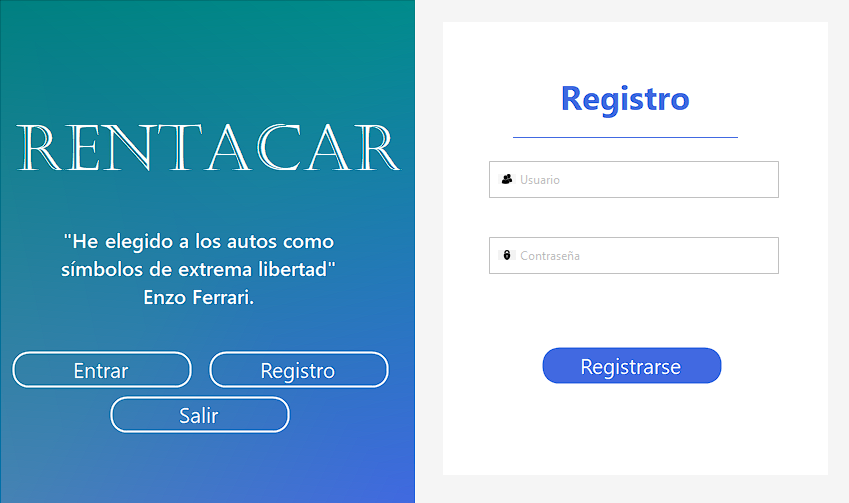 RENTACAR
"He elegido a los autos como
símbolos de extrema libertad"
Enzo Ferrari.
Entrar
Registro
Salir
Registro
Usuario
Contraseña
Registrarse